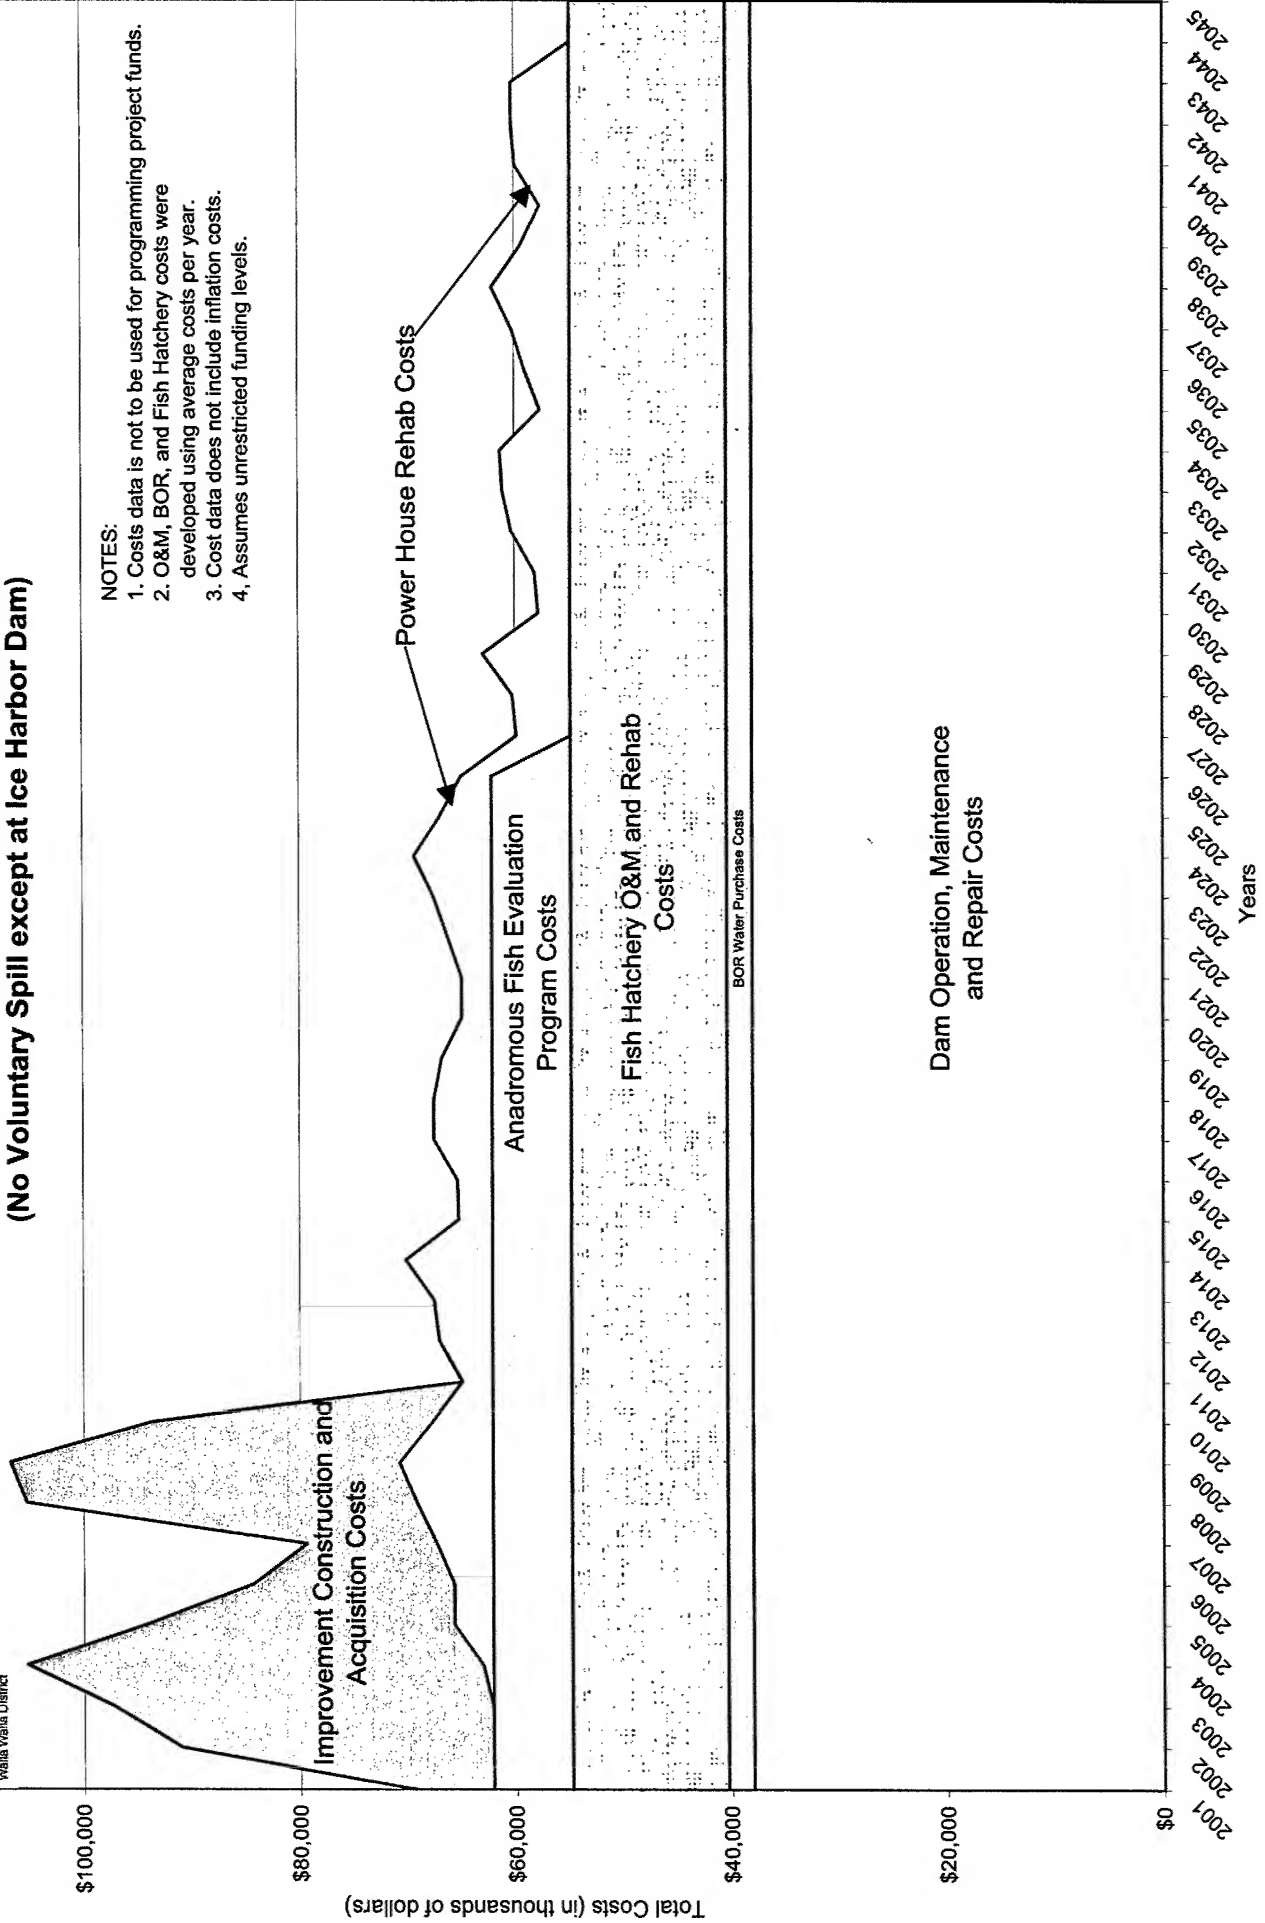 Walla Walla District
(No Voluntary Spill except at Ice Harbor Dam)
NOTES:
1. Costs data is not to be used for programming project funds.
2. O&M, BOR, and Fish Hatchery costs were
developed using average costs per year.
3. Cost data does not include inflation costs.
4, Assumes unrestricted funding levels.
Total Costs (in thousands of dollars)
$100,000
$80,000
$60,000
$40,000
$20,000
$0
Improvement Construction and
Acquisition Costs
Power House Rehab Costs
Anadromous Fish Evaluation
Program Costs
Fish Hatchery O&M and Rehab
Costs
BOR Water Purchase Costs
Dam Operation, Maintenance
and Repair Costs
2001
2002
2003
2004
2005
2006
2007
2008
2009
2010
2011
2012
2013
2014
2015
2016
2017
2018
2019
2020
2021
2022
2023
2024
2025
2026
2027
2028
2029
2030
2031
2032
2033
2034
2035
2036
2037
2038
2039
2040
2041
2042
2043
2044
2045
Years